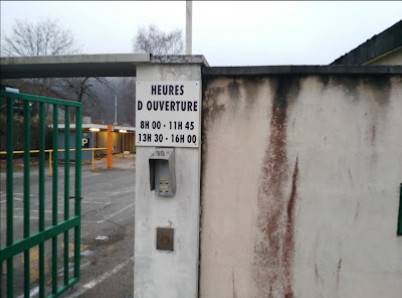 HEURES
D OUVERTURE
8H 00 - 11H 45
13H 30 - 16H 00